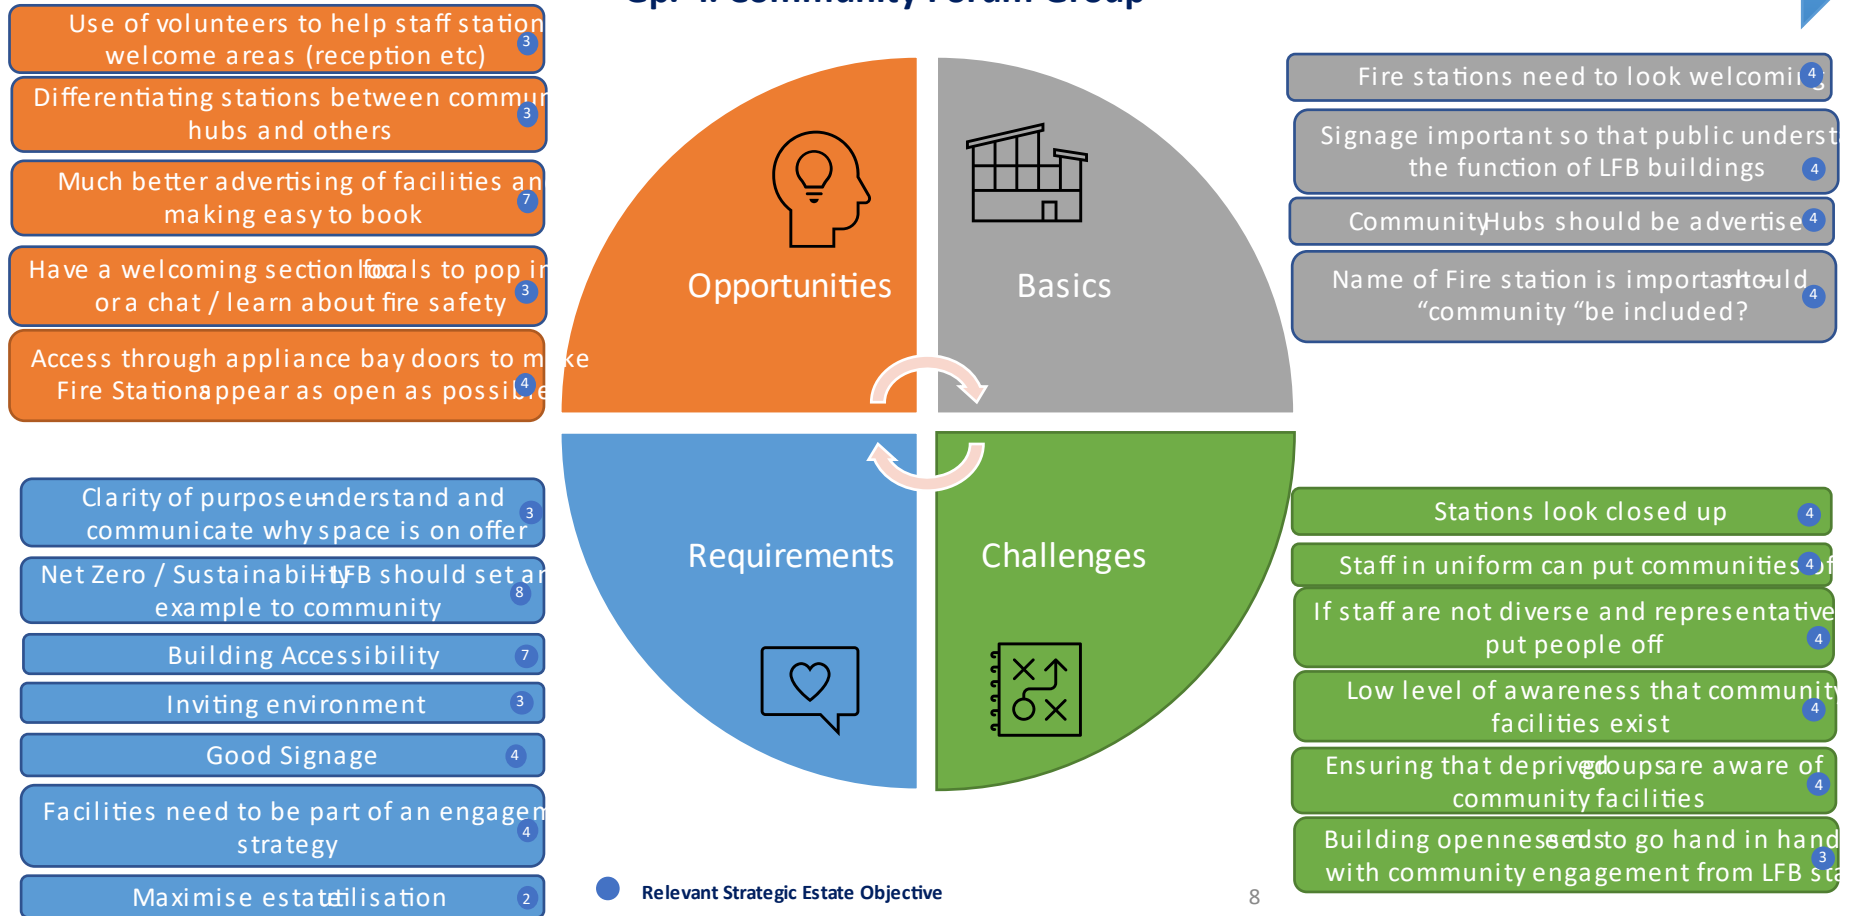 Gp. 4: Community Forum Group
Use of volunteers to help staff station
welcome areas (reception etc)
3
Differentiating stations between commun
hubs and others
3
Much better advertising of facilities an
making easy to book
7
Have a welcoming section for locals to pop in
or a chat / learn about fire safety
3
Access through appliance bay doors to make
Fire Stations appear as open as possible
4
Opportunities
Basics
Fire stations need to look welcoming
4
Signage important so that public underst
the function of LFB buildings
4
Community Hubs should be advertise
4
Name of Fire station is important – should
“community “be included?
4
Clarity of purpose – understand and
communicate why space is on offer
3
Net Zero / Sustainability – LFB should set an
example to community
8
Building Accessibility
7
Inviting environment
3
Good Signage
4
Facilities need to be part of an engagem
strategy
4
Maximise estate utilisation
2
Requirements
Challenges
Stations look closed up
4
Staff in uniform can put communities of
4
If staff are not diverse and representative
put people off
4
Low level of awareness that community
facilities exist
4
Ensuring that deprived groups are aware of
community facilities
4
Building openness needs to go hand in hand
with community engagement from LFB sta
3
Relevant Strategic Estate Objective
8